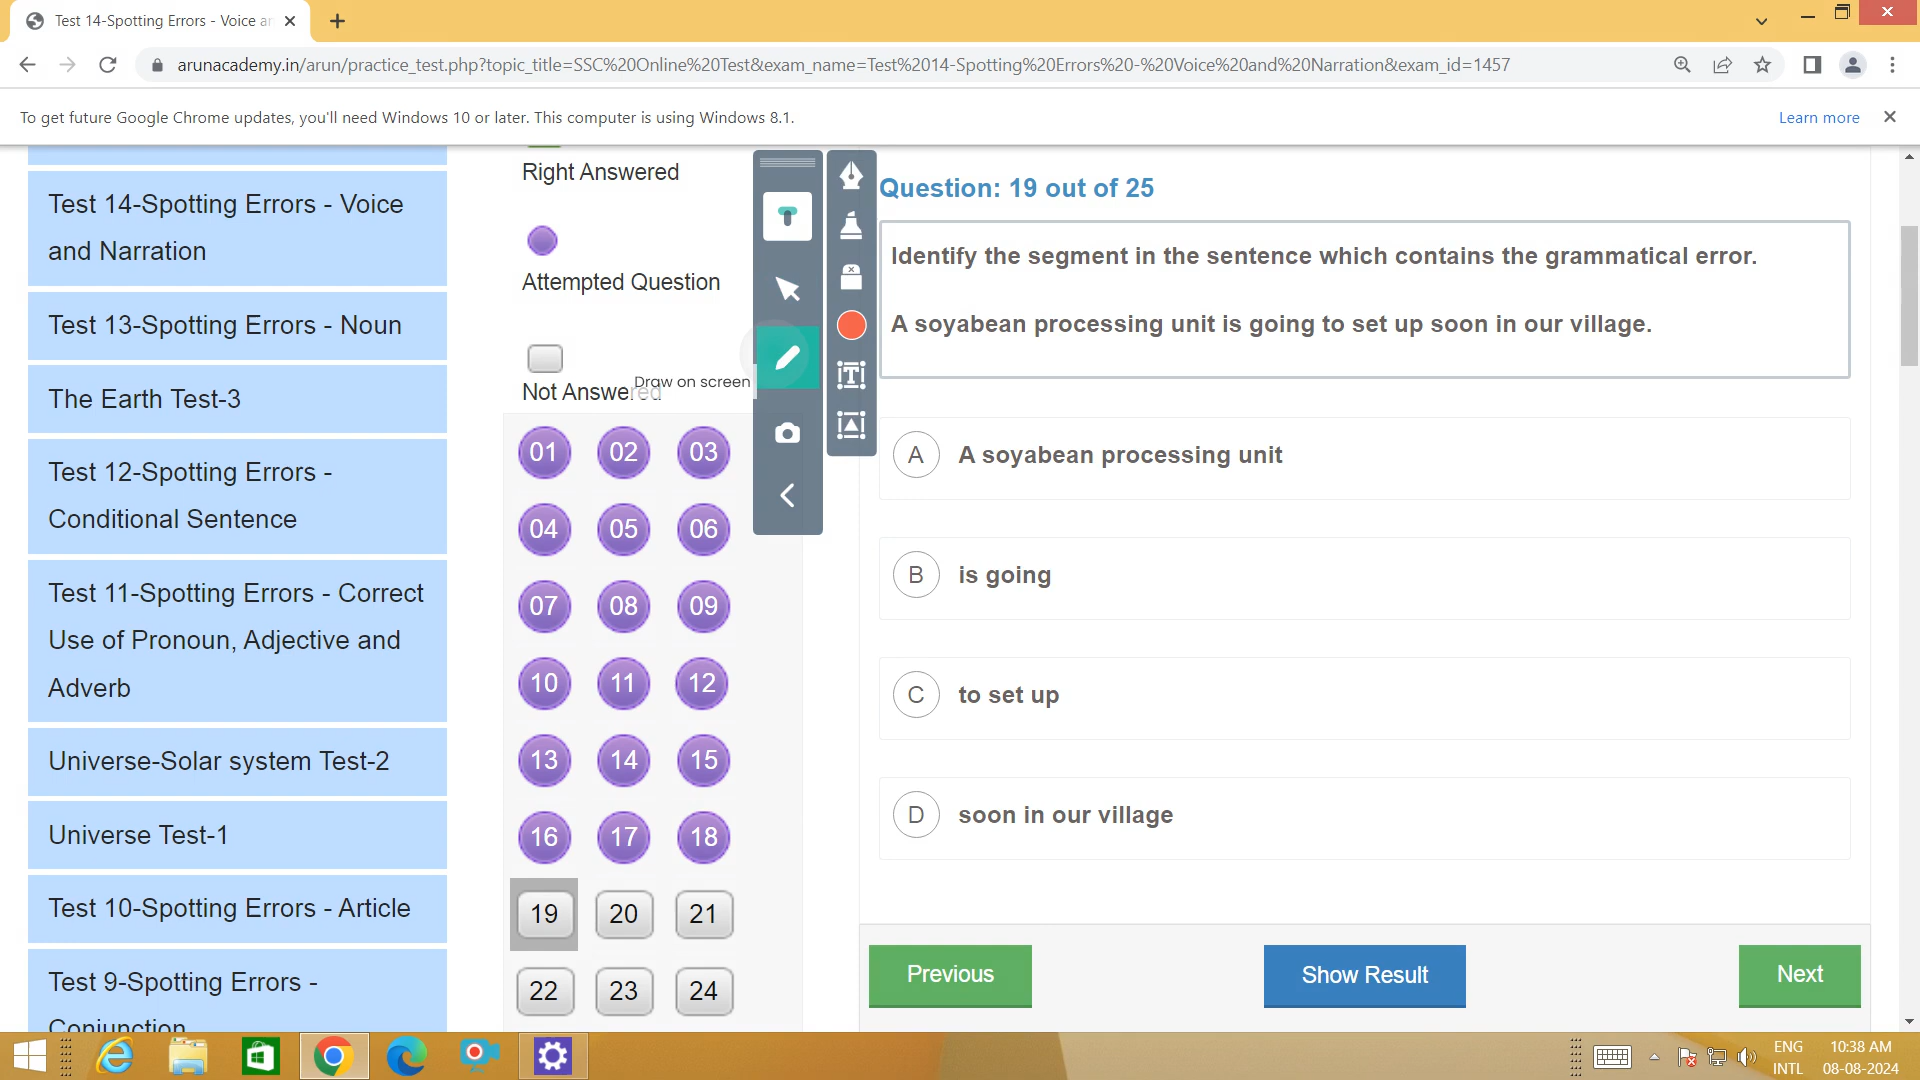 Test 14-Spotting Errors - Voice an
arunacademy.in/arun/practice_test.php?topic_title=SSC%20Online%20Test&exam_name=Test%2014-Spotting%20Errors%20-%20Voice%20and%20Narration&exam_id=1457
To get future Google Chrome updates, you'll need Windows 10 or later. This computer is using Windows 8.1.
Learn more
Test 14-Spotting Errors - Voice
and Narration
Test 13-Spotting Errors - Noun
The Earth Test-3
Test 12-Spotting Errors -
Conditional Sentence
Test 11-Spotting Errors - Correct
Use of Pronoun, Adjective and
Adverb
Universe-Solar system Test-2
Universe Test-1
Test 10-Spotting Errors - Article
Test 9-Spotting Errors -
Conjunction
Right Answered
Attempted Question
Not Answered
Draw on screen
01 02 03
04 05 06
07 08 09
10 11 12
13 14 15
16 17 18
19 20 21
22 23 24
Question: 19 out of 25
Identify the segment in the sentence which contains the grammatical error.
A soyabean processing unit is going to set up soon in our village.
A A soyabean processing unit
B is going
C to set up
D soon in our village
Previous
Show Result
Next
ENG
INTL
10:38 AM
08-08-2024